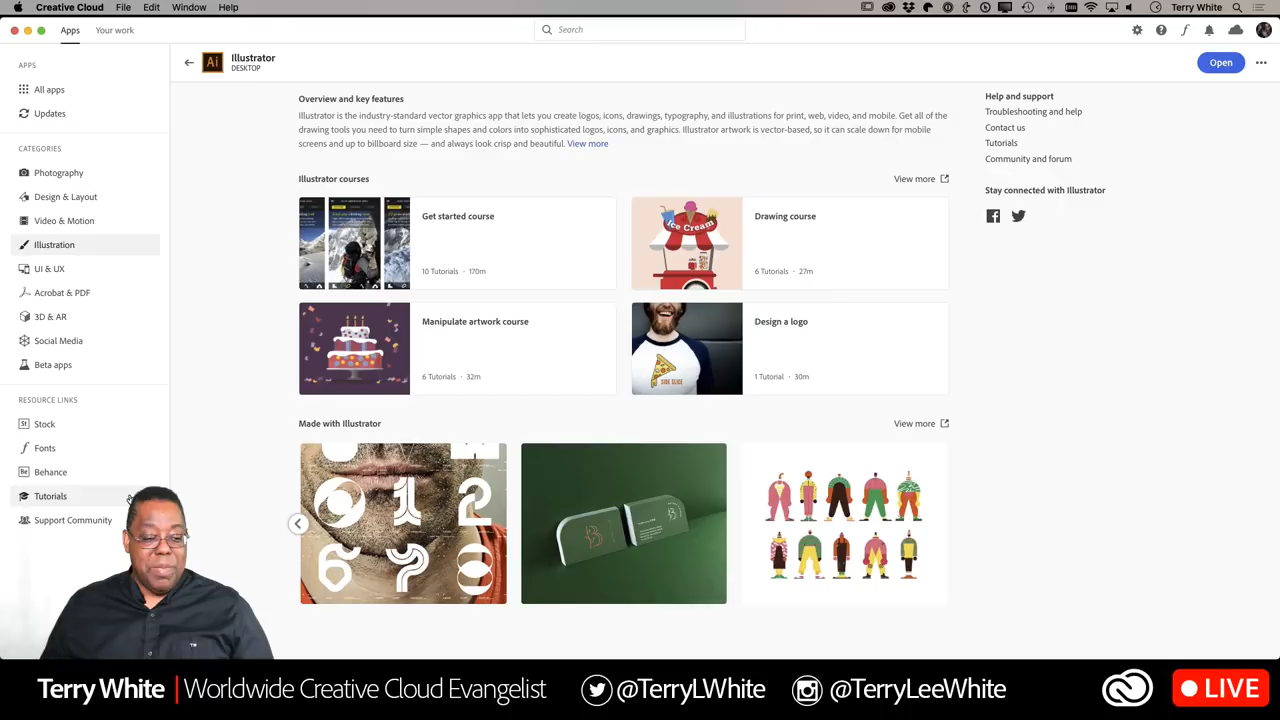 Creative Cloud File Edit Window Help
Terry White
Apps Your work
Search
APPS
All apps
Updates
CATEGORIES
Photography
Design & Layout
Video & Motion
Illustration
UI & UX
Acrobat & PDF
3D & AR
Social Media
Beta apps
RESOURCE LINKS
St Stock
Fonts
Be Behance
Tutorials
Support Community
Ai Illustrator
DESKTOP
Open
Overview and key features
Illustrator is the industry-standard vector graphics app that lets you create logos, icons, drawings, typography, and illustrations for print, web, video, and mobile. Get all of the
drawing tools you need to turn simple shapes and colors into sophisticated logos, icons, and graphics. Illustrator artwork is vector-based, so it can scale down for mobile
screens and up to billboard size — and always look crisp and beautiful. View more
Illustrator courses
View more
Get started course
10 Tutorials · 170m
Ice Cream
Drawing course
6 Tutorials · 27m
Manipulate artwork course
6 Tutorials · 32m
SIDE SLICE
Design a logo
1 Tutorial · 30m
Made with Illustrator
View more
1 2
6 7
Help and support
Troubleshooting and help
Contact us
Tutorials
Community and forum
Stay connected with Illustrator
Terry White | Worldwide Creative Cloud Evangelist
@TerryLWhite
@TerryLeeWhite
LIVE